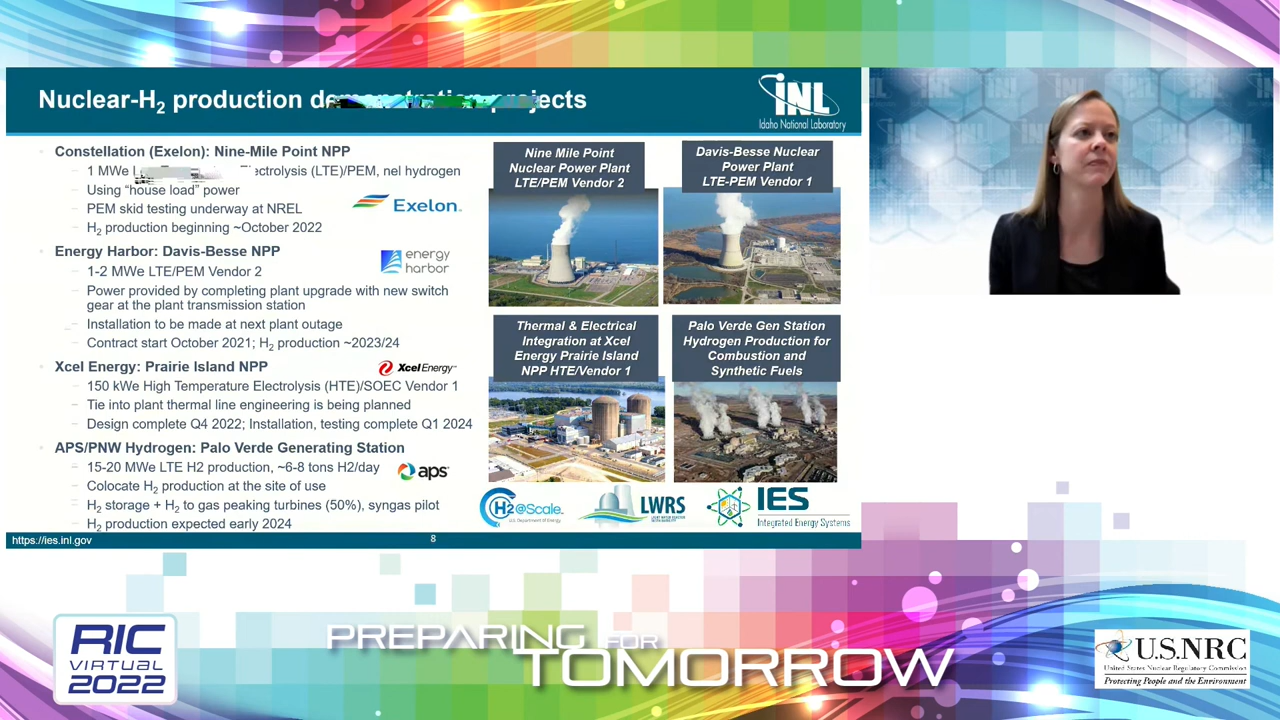 Nuclear-H2 production demonstration projects
INL
Idaho National Laboratory
Constellation (Exelon): Nine-Mile Point NPP
1 MWe Electrolysis (LTE)/PEM, nel hydrogen
Using “house load” power
PEM skid testing underway at NREL
H2 production beginning ~October 2022
Exelon
Energy Harbor: Davis-Besse NPP
1-2 MWe LTE/PEM Vendor 2
Power provided by completing plant upgrade with new switch
gear at the plant transmission station
Installation to be made at next plant outage
Contract start October 2021; H2 production ~2023/24
energy
harbor
Xcel Energy: Prairie Island NPP
XcelEnergy
150 kWe High Temperature Electrolysis (HTE)/SOEC Vendor 1
Tie into plant thermal line engineering is being planned
Design complete Q4 2022; Installation, testing complete Q1 2024
APS/PNW Hydrogen: Palo Verde Generating Station
15-20 MWe LTE H2 production, ~6-8 tons H2/day
aps
Colocate H2 production at the site of use
H2 storage + H2 to gas peaking turbines (50%), syngas pilot
H2 production expected early 2024
Nine Mile Point
Nuclear Power Plant
LTE/PEM Vendor 2
Davis-Besse Nuclear
Power Plant
LTE-PEM Vendor 1
Thermal & Electrical
Integration at Xcel
Energy Prairie Island
NPP HTE/Vendor 1
Palo Verde Gen Station
Hydrogen Production for
Combustion and
Synthetic Fuels
H2@Scale
U.S. Department of Energy
LWRS
IES
Integrated Energy Systems
https://ies.inl.gov
8
RIC
VIRTUAL
2022
PREPARING FOR
TOMORROW
U.S.NRC
United States Nuclear Regulatory Commission
Protecting People and the Environment